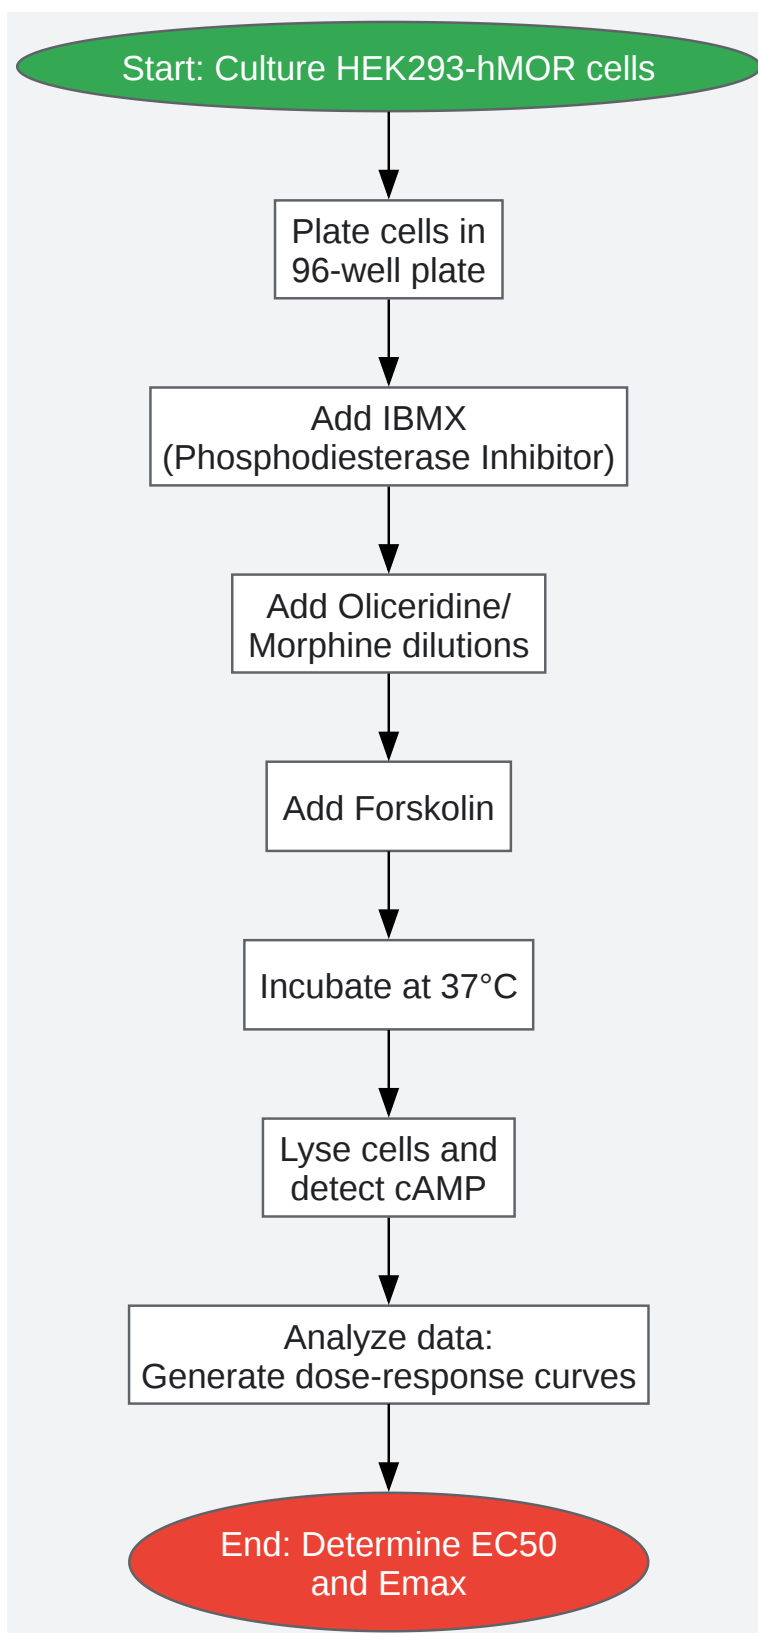 Start: Culture HEK293-hMOR cells
Plate cells in
96-well plate
Add IBMX
(Phosphodiesterase Inhibitor)
Add Oliceridine/
Morphine dilutions
Add Forskolin
Incubate at 37°C
Lyse cells and
detect cAMP
Analyze data:
Generate dose-response curves
End: Determine EC50
and Emax